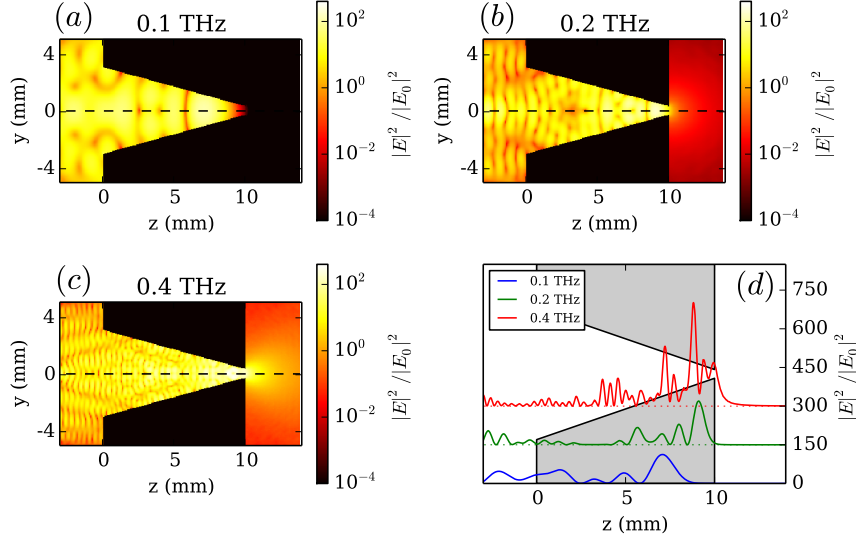 (a)
0.1 THz
4
0
-4
y (mm)
0
5
10
z (mm)
10^2
10^0
10^-2
10^-4
|E|^2/|E_0|^2
(b)
0.2 THz
4
0
-4
y (mm)
0
5
10
z (mm)
10^2
10^0
10^-2
10^-4
|E|^2/|E_0|^2
(c)
0.4 THz
4
0
-4
y (mm)
0
5
10
z (mm)
10^2
10^0
10^-2
10^-4
|E|^2/|E_0|^2
(d)
0.1 THz
0.2 THz
0.4 THz
750
600
450
300
150
0
|E|^2/|E_0|^2
0
5
10
z (mm)